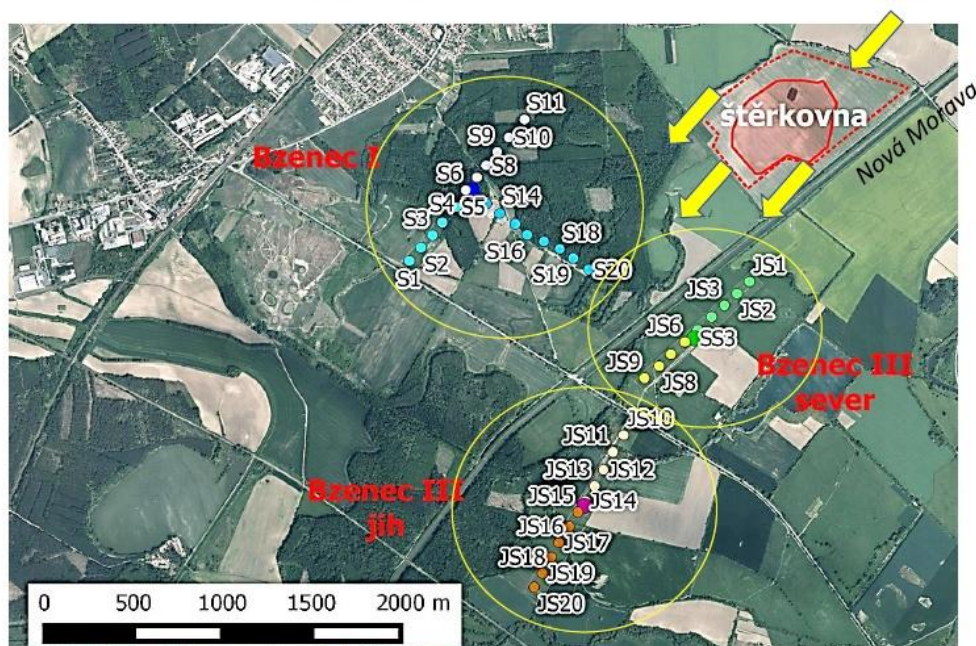 S11
S9
S10
štěrkovna
Nová Morava
Bzenec I
S8
S6
S4
S5
S14
S3
S2
S16
S18
S1
S19
S20
JS1
JS3
JS2
JS6
SS3
JS9
JS8
Bzenec III
sever
JS10
JS11
JS13
JS12
Bzenec III
jih
JS15
JS14
JS16
JS17
JS18
JS19
JS20
0 500 1000 1500 2000 m